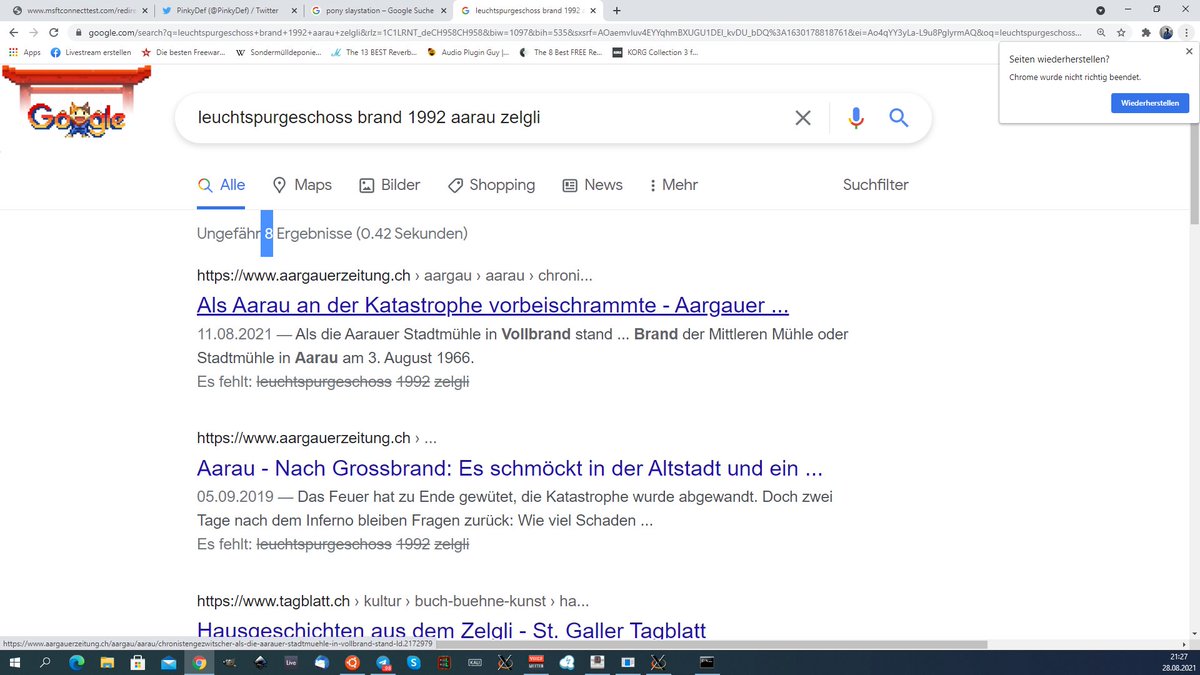 www.msftconnecttest.com/redire
PinkyDef (@PinkyDef) / Twitter
pony slaystation – Google Suche
leuchtspurgeschoss brand 1992
google.com/search?q=leuchtspurgeschoss+brand+1992+aarau+zelgli&rlz=1C1LRNT_deCH958CH958&biw=1097&bih=535&sxsrf=
Apps
Livestream erstellen
Die besten Freewar...
Sondermülldeponie...
The 13 BEST Reverb...
Audio Plugin Guy |...
The 8 Best FREE Re...
KORG Collection 3 f...
Seiten wiederherstellen?
Chrome wurde nicht richtig beendet.
Wiederherstellen
Google
leuchtspurgeschoss brand 1992 aarau zelgli
Alle Maps Bilder Shopping News Mehr Suchfilter
Ungefähr 8 Ergebnisse (0.42 Sekunden)
https://www.aargauerzeitung.ch › aargau › aarau › chroni...
Als Aarau an der Katastrophe vorbeischrammte - Aargauer ...
11.08.2021 — Als die Aarauer Stadtmühle in Vollbrand stand ... Brand der Mittleren Mühle oder
Stadtmühle in Aarau am 3. August 1966.
Es fehlt: leuchtspurgeschoss 1992 zelgli
https://www.aargauerzeitung.ch › ...
Aarau - Nach Grossbrand: Es schmöckt in der Altstadt und ein ...
05.09.2019 — Das Feuer hat zu Ende gewütet, die Katastrophe wurde abgewandt. Doch zwei
Tage nach dem Inferno bleiben Fragen zurück: Wie viel Schaden ...
Es fehlt: leuchtspurgeschoss 1992 zelgli
https://www.tagblatt.ch › kultur › buch-buehne-kunst › ha...
Hausgeschichten aus dem Zelgli - St. Galler Tagblatt
https://www.aargauerzeitung.ch/aargau/aarau/chronistengezwitscher-als-die-aarauer-stadtmuehle-in-vollbrand-stand-ld.2172979
Live
21:27
28.08.2021